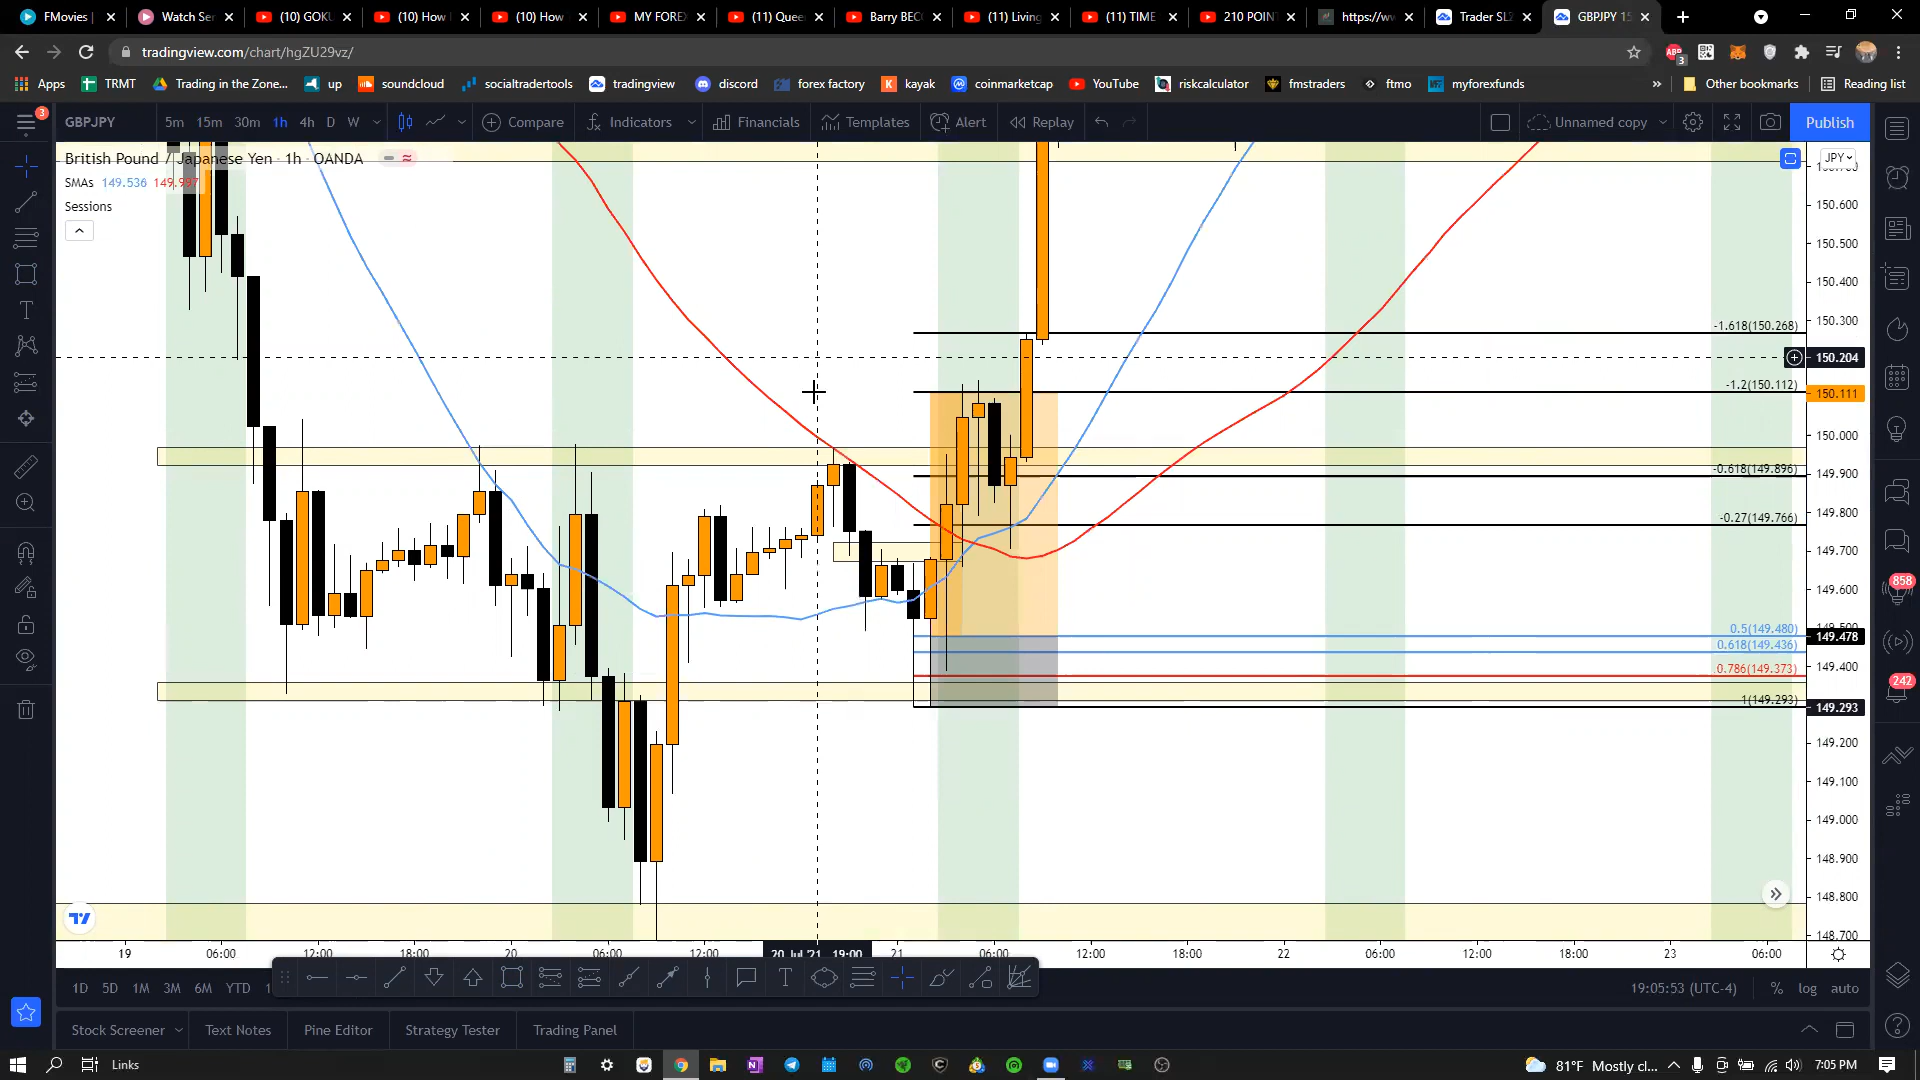 FMovies
Watch Ser
(10) GOKU
(10) How
(10) How
MY FORE
(11) Quee
Barry BEC
(11) Living
(11) TIME
210 POIN
https://ww
Trader SL2
GBPJPY 15
tradingview.com/chart/hgZU29vz/
3
Apps
TRMT
Trading in the Zone...
up
soundcloud
socialtradertools
tradingview
discord
forex factory
kayak
coinmarketcap
YouTube
riskcalculator
fmstraders
ftmo
myforexfunds
»
Other bookmarks
Reading list
3
GBPJPY
5m
15m
30m
1h
4h
D
W
Compare
Indicators
Financials
Templates
Alert
Replay
Unnamed copy
Publish
British Pound / Japanese Yen · 1h · OANDA
JPY
SMAs 149.536 149.997
Sessions
150.600
150.500
150.400
150.300
-1.618(150.268)
150.204
-1.2(150.112)
150.111
150.000
149.900
-0.618(149.896)
149.800
-0.27(149.766)
149.700
149.600
0.5(149.480)
149.478
0.618(149.436)
149.400
0.786(149.373)
1(149.293)
149.293
149.200
149.100
149.000
148.900
148.800
148.700
858
242
19
06:00
12:00
18:00
20
06:00
12:00
20 Jul '21 19:00
21
06:00
12:00
18:00
22
06:00
12:00
18:00
23
06:00
1D
5D
1M
3M
6M
YTD
19:05:53 (UTC-4)
%
log
auto
Stock Screener
Text Notes
Pine Editor
Strategy Tester
Trading Panel
Links
81°F Mostly cl...
7:05 PM